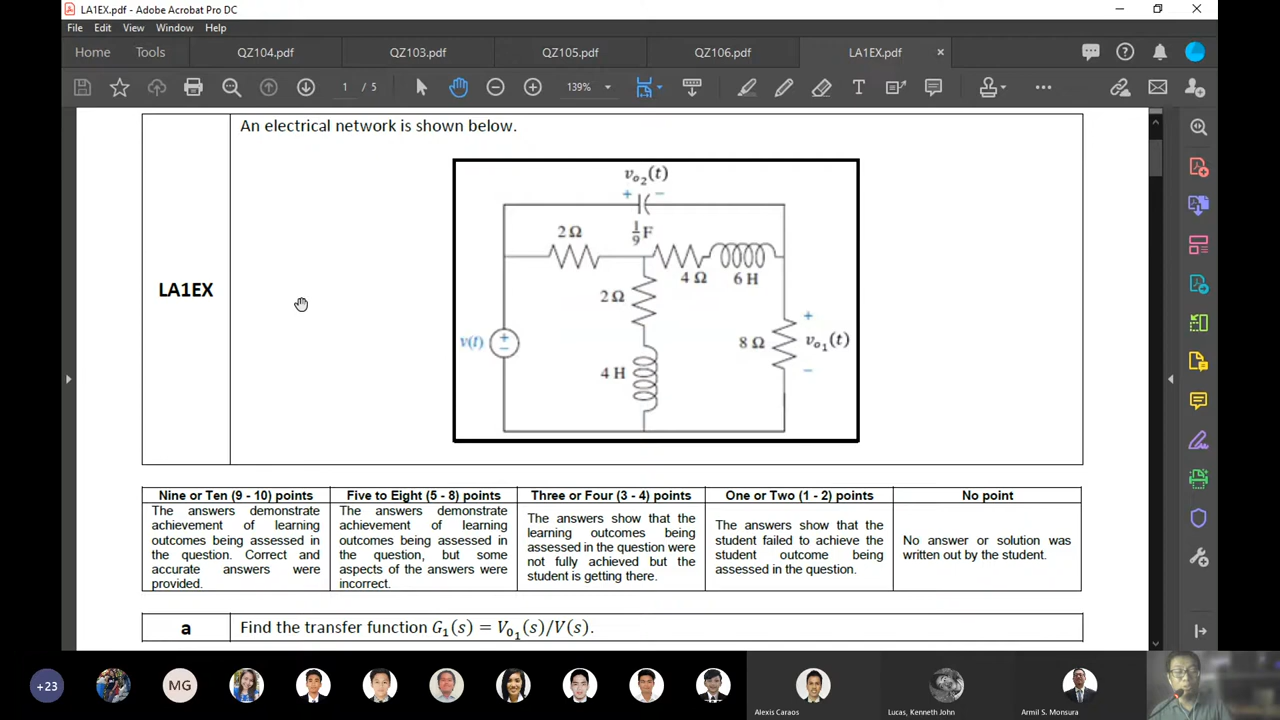 LA1EX.pdf - Adobe Acrobat Pro DC
File Edit View Window Help
Home Tools QZ104.pdf QZ103.pdf QZ105.pdf QZ106.pdf LA1EX.pdf ×
1 / 5 139%
An electrical network is shown below.
v_{o_2}(t)
+ −
2 Ω 1/9 F
4 Ω 6 H
2 Ω
+
v(t) + − 8 Ω v_{o_1}(t)
−
4 H
LA1EX
Nine or Ten (9 - 10) points Five to Eight (5 - 8) points Three or Four (3 - 4) points One or Two (1 - 2) points No point
The answers demonstrate
achievement of learning
outcomes being assessed in
the question. Correct and
accurate answers were
provided.
The answers demonstrate
achievement of learning
outcomes being assessed in
the question, but some
aspects of the answers were
incorrect.
The answers show that the
learning outcomes being
assessed in the question were
not fully achieved but the
student is getting there.
The answers show that the
student failed to achieve the
student outcome being
assessed in the question.
No answer or solution was
written out by the student.
a Find the transfer function G₁(s) = V_{0_1}(s)/V(s).
+23 MG
Alexis Caraos Lucas, Kenneth John Armil S. Monsura